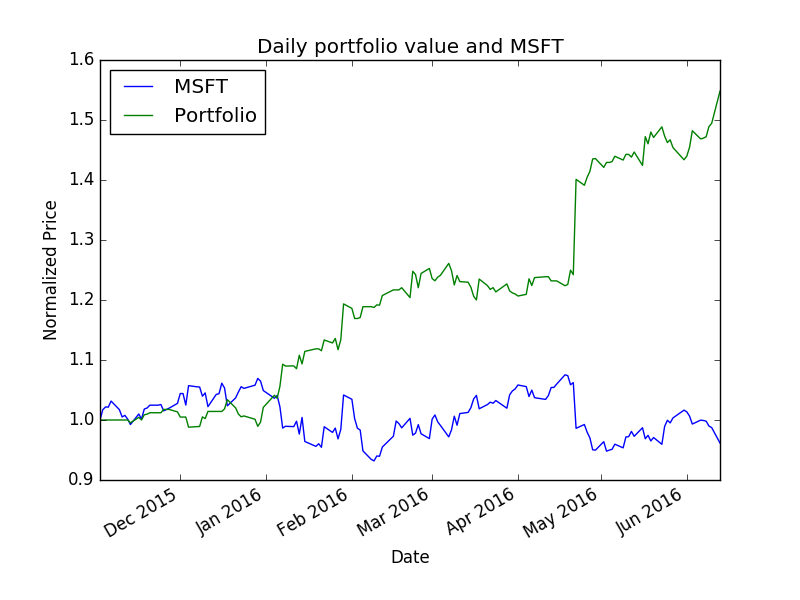 Daily portfolio value and MSFT
MSFT
Portfolio
1.6
1.5
1.4
1.3
1.2
1.1
1.0
0.9
Normalized Price
Dec 2015
Jan 2016
Feb 2016
Mar 2016
Apr 2016
May 2016
Jun 2016
Date